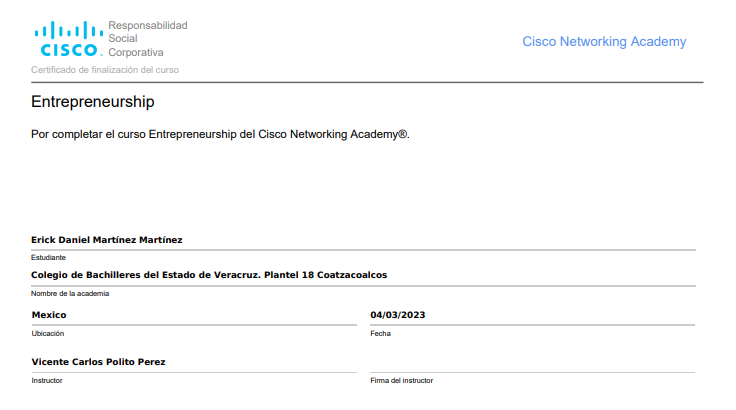 Responsabilidad
Social
CISCO Corporativa
Cisco Networking Academy
Certificado de finalización del curso
Entrepreneurship
Por completar el curso Entrepreneurship del Cisco Networking Academy®.
Erick Daniel Martínez Martínez
Estudiante
Colegio de Bachilleres del Estado de Veracruz. Plantel 18 Coatzacoalcos
Nombre de la academia
Mexico 04/03/2023
Ubicación Fecha
Vicente Carlos Polito Perez
Instructor Firma del instructor